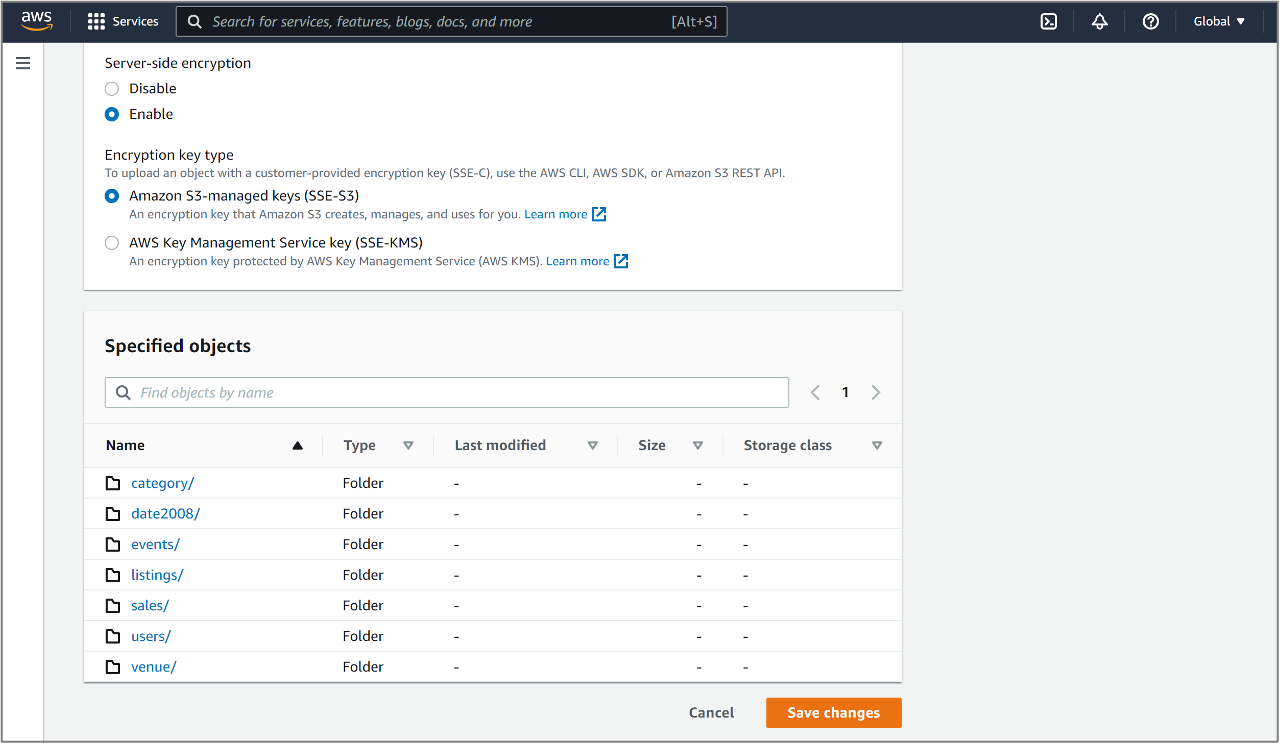 aws Services Search for services, features, blogs, docs, and more [Alt+S] Global
Server-side encryption
Disable
Enable
Encryption key type
To upload an object with a customer-provided encryption key (SSE-C), use the AWS CLI, AWS SDK, or Amazon S3 REST API.
Amazon S3-managed keys (SSE-S3)
An encryption key that Amazon S3 creates, manages, and uses for you. Learn more
AWS Key Management Service key (SSE-KMS)
An encryption key protected by AWS Key Management Service (AWS KMS). Learn more
Specified objects
Find objects by name 1
Name Type Last modified Size Storage class
category/ Folder - - -
date2008/ Folder - - -
events/ Folder - - -
listings/ Folder - - -
sales/ Folder - - -
users/ Folder - - -
venue/ Folder - - -
Cancel Save changes